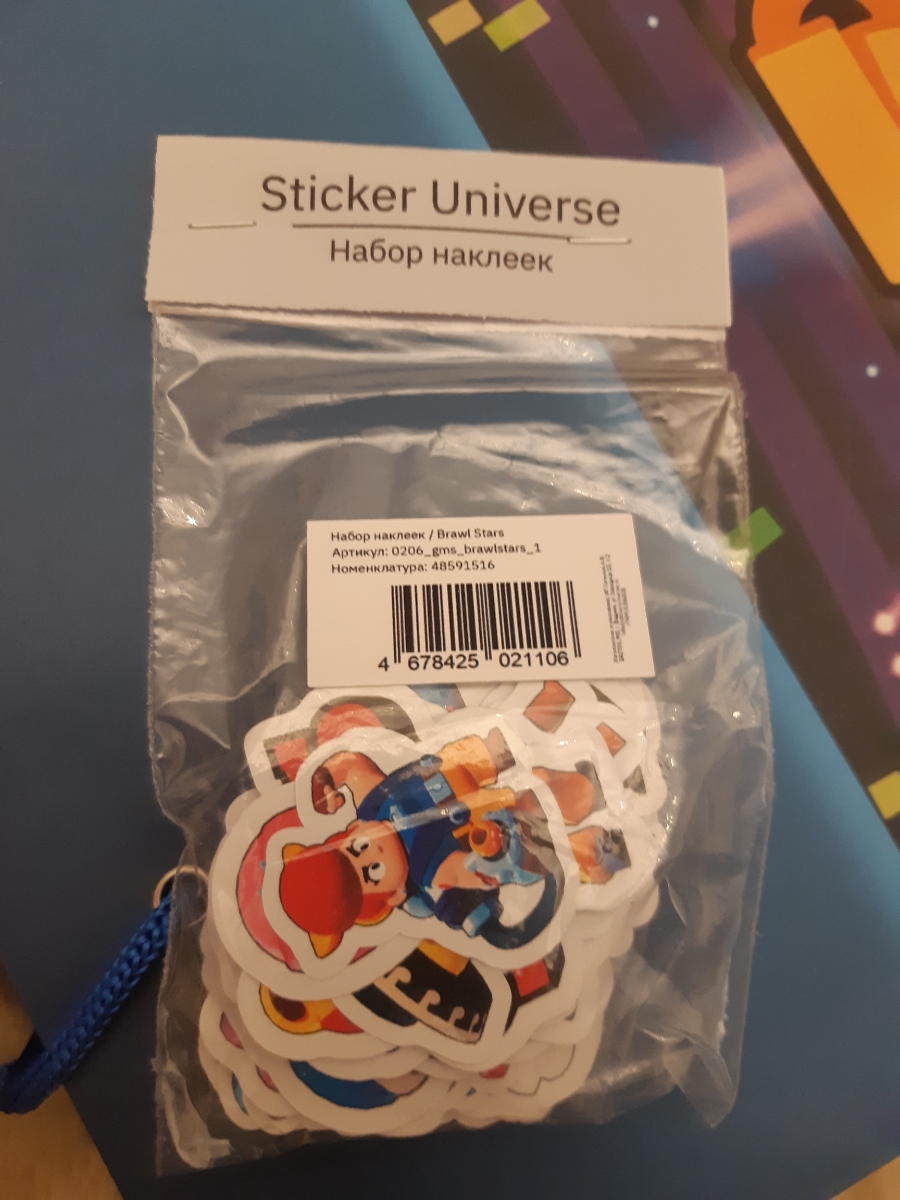 Sticker Universe
Набор наклеек
Набор наклеек / Brawl Stars
Артикул: 0206_gms_brawlstars_1
Номенклатура: 48591516
4 678425 021106